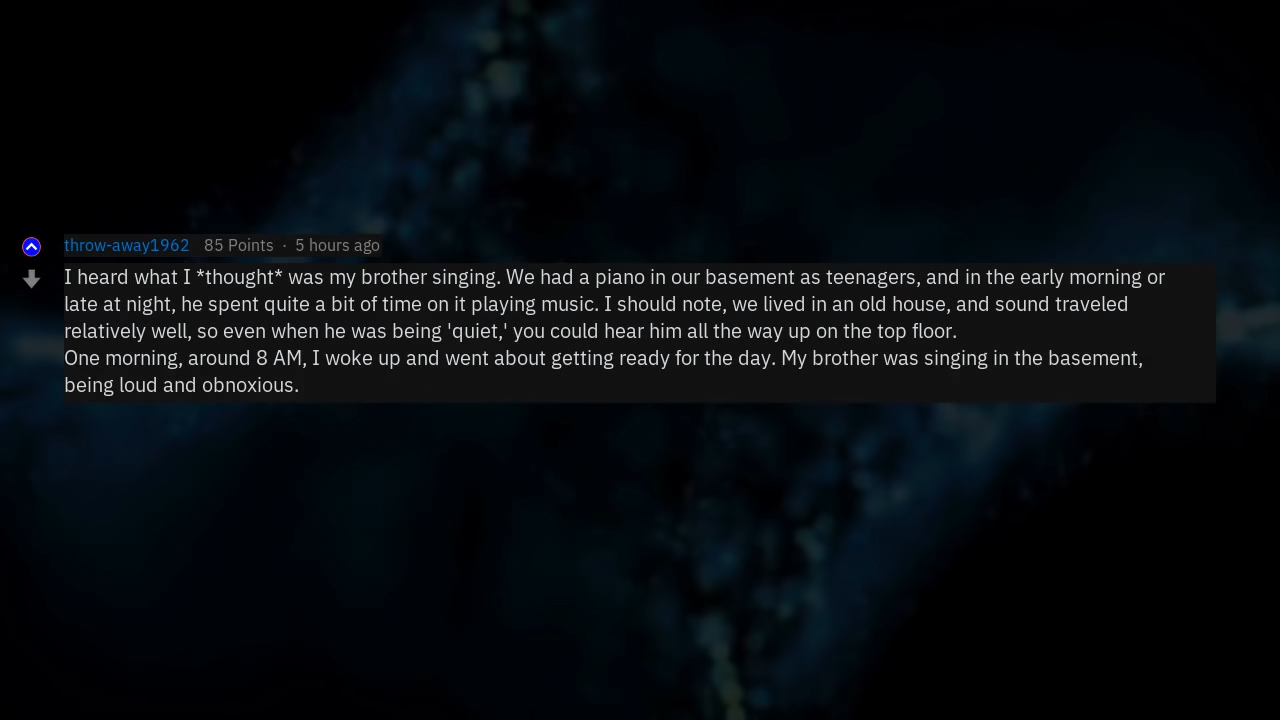 throw-away1962 85 Points · 5 hours ago
I heard what I *thought* was my brother singing. We had a piano in our basement as teenagers, and in the early morning or
late at night, he spent quite a bit of time on it playing music. I should note, we lived in an old house, and sound traveled
relatively well, so even when he was being 'quiet,' you could hear him all the way up on the top floor.
One morning, around 8 AM, I woke up and went about getting ready for the day. My brother was singing in the basement,
being loud and obnoxious.